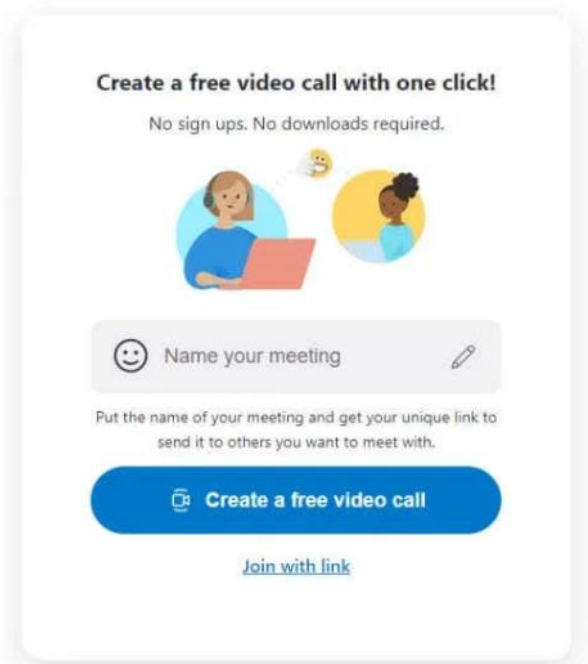 Create a free video call with one click!
No sign ups. No downloads required.
Name your meeting
Put the name of your meeting and get your unique link to
send it to others you want to meet with.
Create a free video call
Join with link